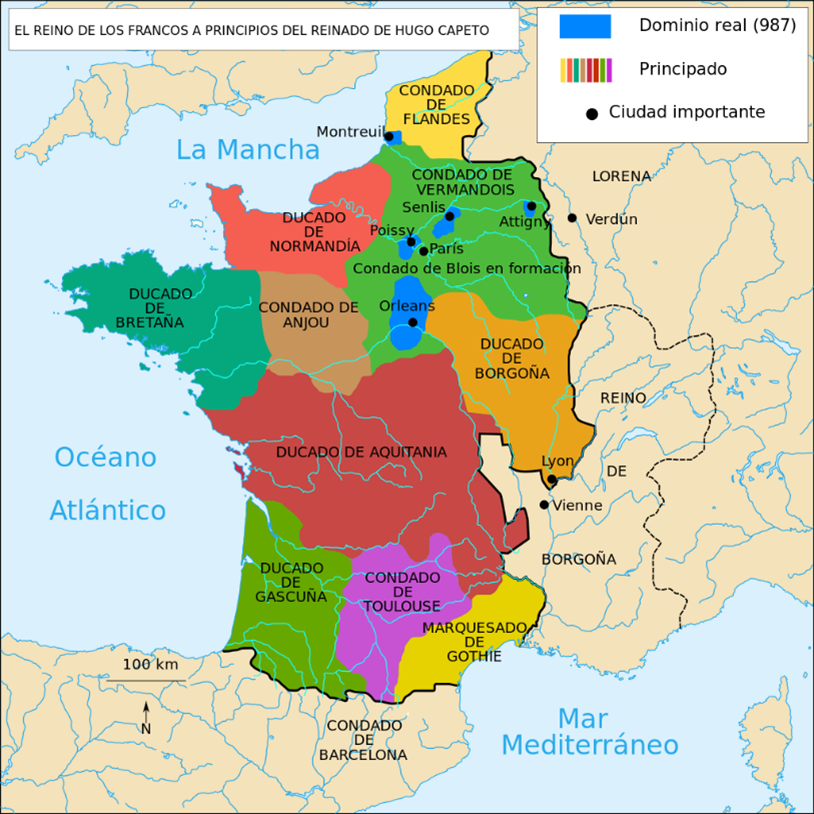 EL REINO DE LOS FRANCOS A PRINCIPIOS DEL REINADO DE HUGO CAPETO
Dominio real (987)
Principado
Ciudad importante
CONDADO
DE
FLANDES
Montreuil
La Mancha
CONDADO DE
VERMANDOIS
LORENA
Senlis
Attigny
Verdún
DUCADO
DE
NORMANDÍA
Poissy
París
Condado de Blois en formación
DUCADO
DE
BRETAÑA
CONDADO DE
ANJOU
Orleans
DUCADO
DE
BORGOÑA
REINO
DE
BORGOÑA
DUCADO DE AQUITANIA
Lyon
Vienne
Océano
Atlántico
DUCADO
DE
GASCUÑA
CONDADO
DE
TOULOUSE
MARQUESADO
DE
GOTHIE
100 km
N
CONDADO
DE
BARCELONA
Mar
Mediterráneo